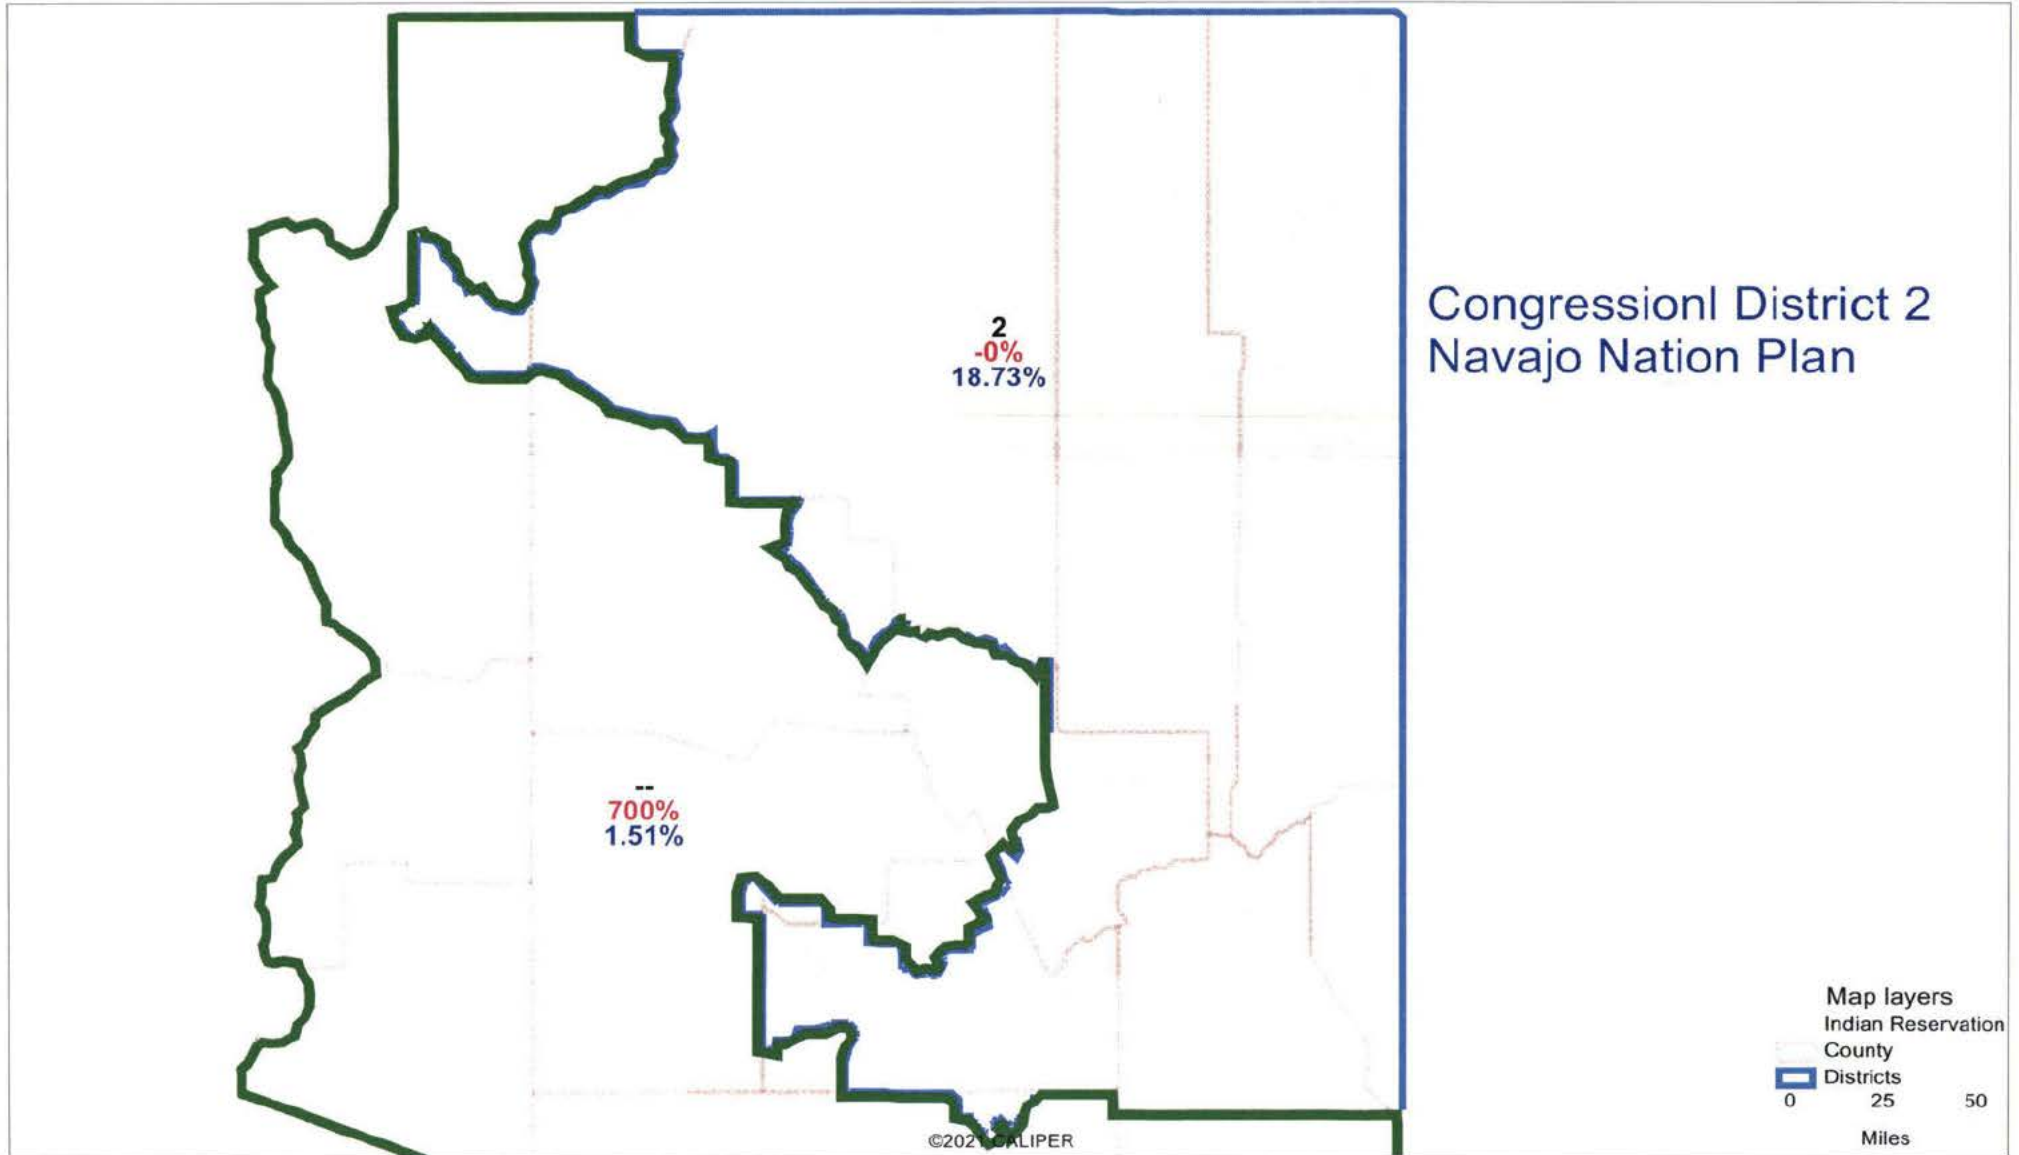 Congressionl District 2
Navajo Nation Plan
2
-0%
18.73%
--
700%
1.51%
Map layers
Indian Reservation
County
Districts
0 25 50
Miles
©2021 CALIPER